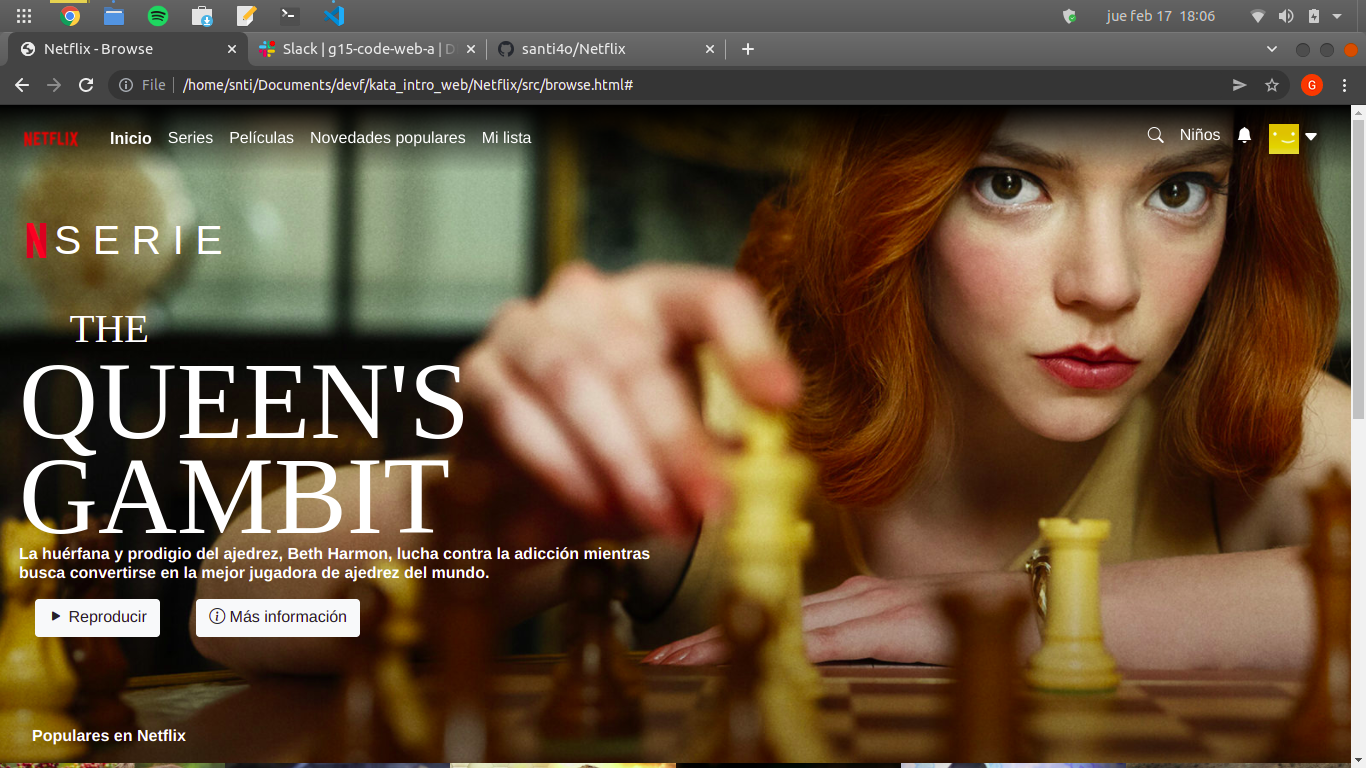 jue feb 17 18:06
Netflix - Browse
Slack | g15-code-web-a | D
santi4o/Netflix
File
/home/snti/Documents/devf/kata_intro_web/Netflix/src/browse.html#
G
NETFLIX Inicio Series Películas Novedades populares Mi lista
Niños
N SERIE
THE
QUEEN'S
GAMBIT
La huérfana y prodigio del ajedrez, Beth Harmon, lucha contra la adicción mientras
busca convertirse en la mejor jugadora de ajedrez del mundo.
Reproducir
Más información
Populares en Netflix